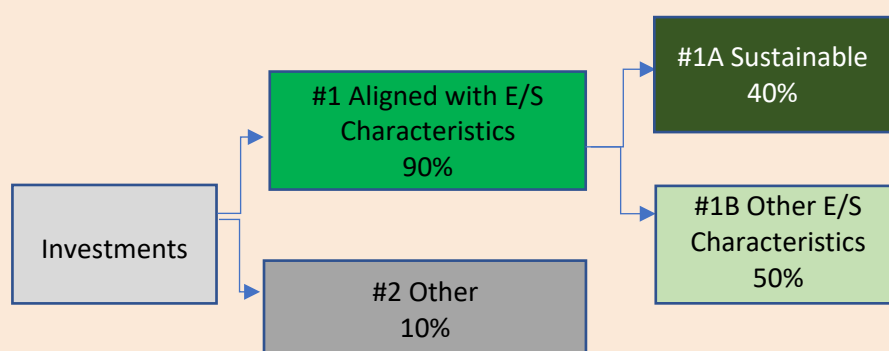 #1A Sustainable
40%
#1 Aligned with E/S
Characteristics
90%
#1B Other E/S
Characteristics
50%
Investments
#2 Other
10%